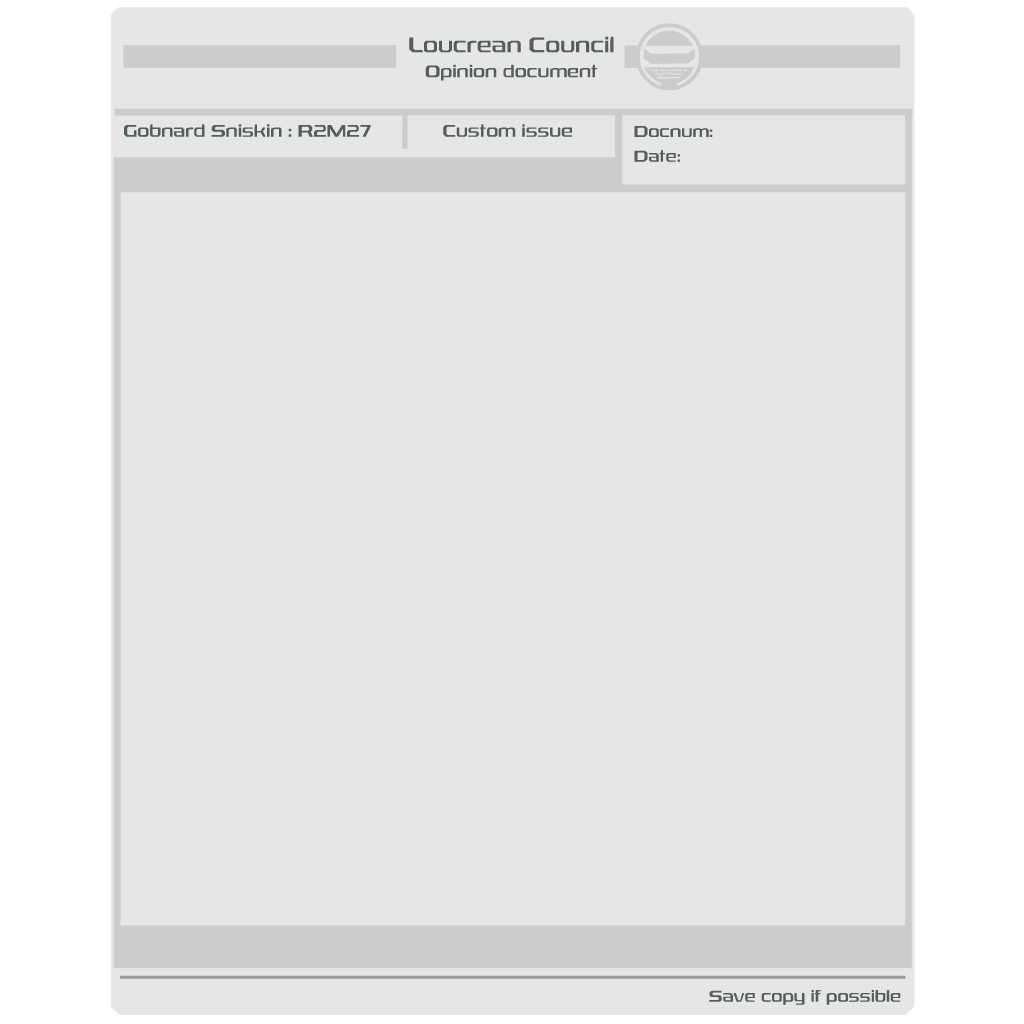 Loucrean Council
Opinion document
Gobnard Sniskin : R2M27
Custom issue
Docnum:
Date:
Save copy if possible